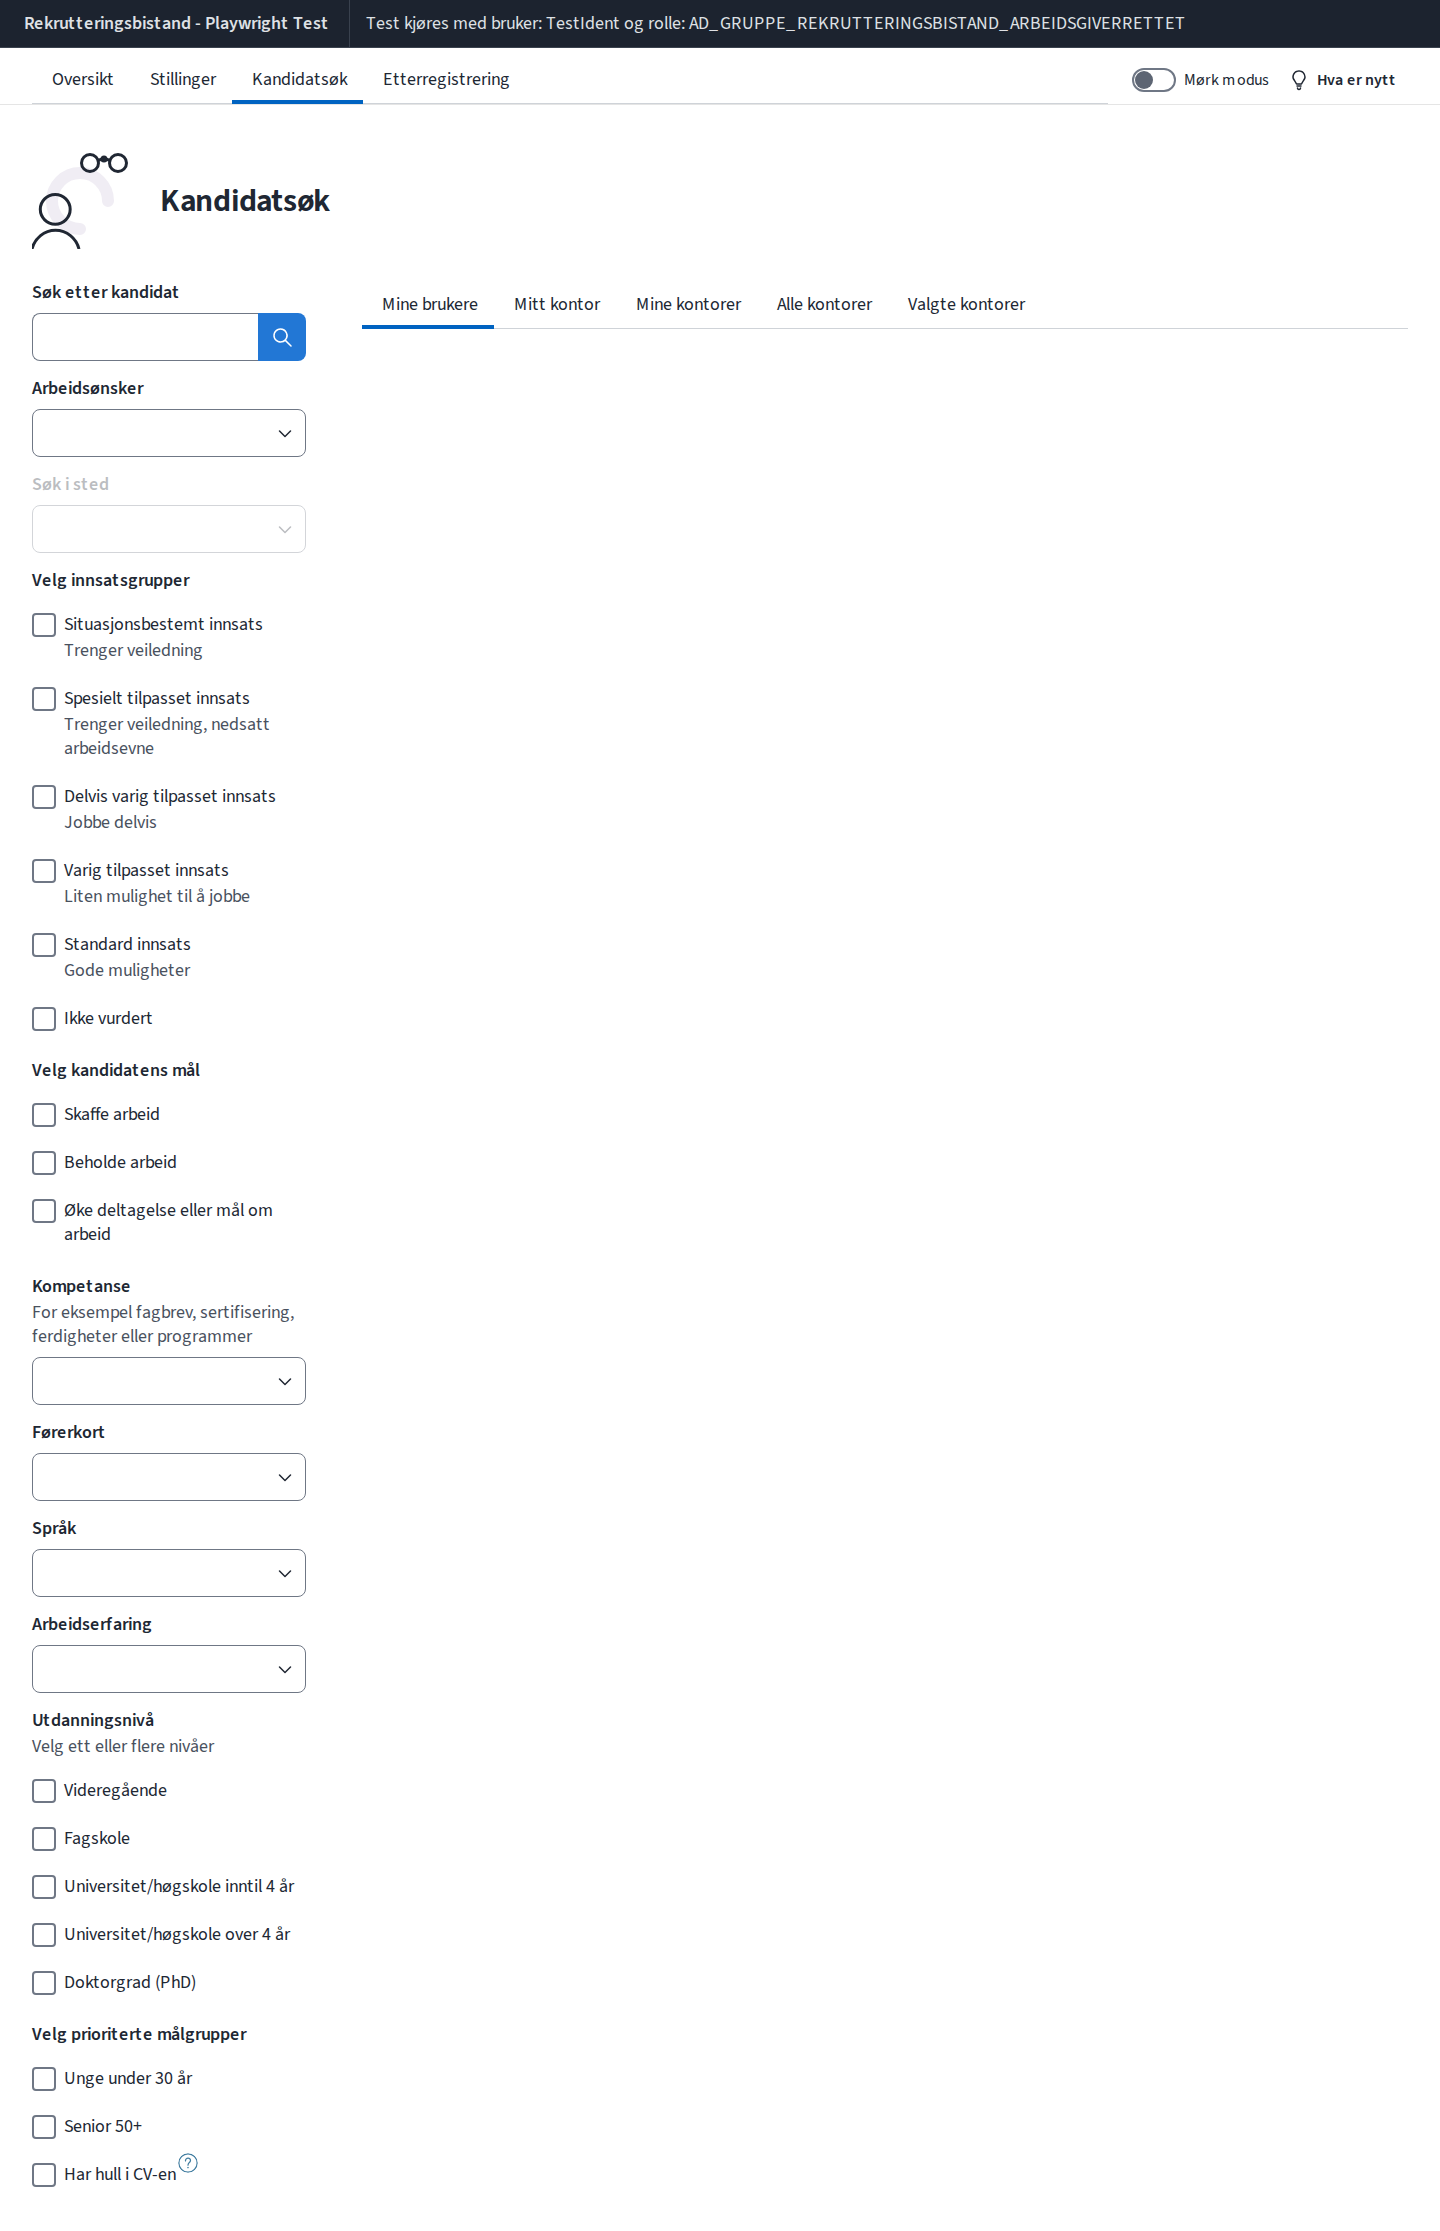 Rekrutteringsbistand - Playwright Test
Test kjøres med bruker: TestIdent og rolle: AD_GRUPPE_REKRUTTERINGSBISTAND_ARBEIDSGIVERRETTET
Oversikt
Stillinger
Kandidatsøk
Etterregistrering
Mørk modus
Hva er nytt
Kandidatsøk
Søk etter kandidat
Mine brukere
Mitt kontor
Mine kontorer
Alle kontorer
Valgte kontorer
Arbeidsønsker
Søk i sted
Velg innsatsgrupper
Situasjonsbestemt innsats
Trenger veiledning
Spesielt tilpasset innsats
Trenger veiledning, nedsatt
arbeidsevne
Delvis varig tilpasset innsats
Jobbe delvis
Varig tilpasset innsats
Liten mulighet til å jobbe
Standard innsats
Gode muligheter
Ikke vurdert
Velg kandidatens mål
Skaffe arbeid
Beholde arbeid
Øke deltagelse eller mål om
arbeid
Kompetanse
For eksempel fagbrev, sertifisering,
ferdigheter eller programmer
Førerkort
Språk
Arbeidserfaring
Utdanningsnivå
Velg ett eller flere nivåer
Videregående
Fagskole
Universitet/høgskole inntil 4 år
Universitet/høgskole over 4 år
Doktorgrad (PhD)
Velg prioriterte målgrupper
Unge under 30 år
Senior 50+
Har hull i CV-en
?